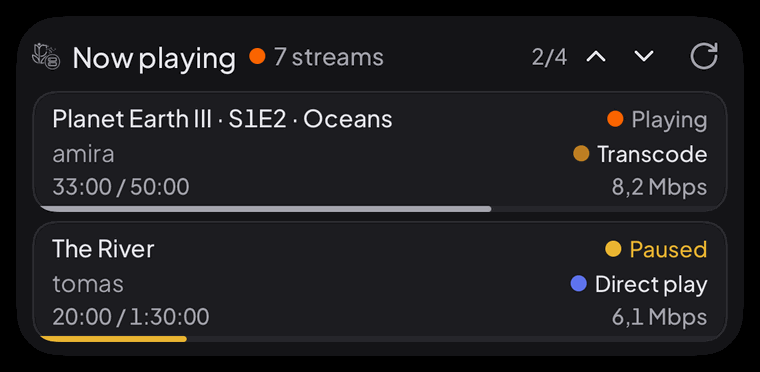 Now playing 7 streams 2/4
Planet Earth III · S1E2 · Oceans Playing
amira Transcode
33:00 / 50:00 8,2 Mbps
The River Paused
tomas Direct play
20:00 / 1:30:00 6,1 Mbps